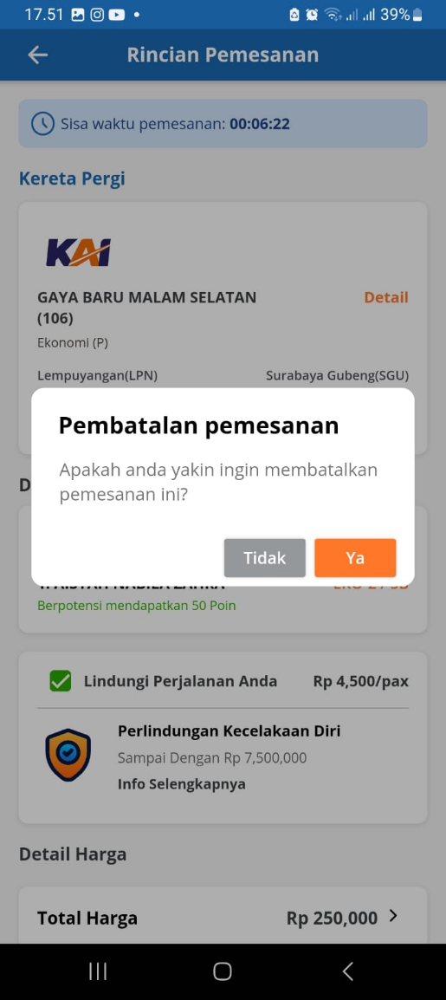 17.51
39%
Rincian Pemesanan
Sisa waktu pemesanan: 00:06:22
Kereta Pergi
KAI
GAYA BARU MALAM SELATAN
(106)
Detail
Ekonomi (P)
Lempuyangan(LPN)
Surabaya Gubeng(SGU)
Pembatalan pemesanan
Apakah anda yakin ingin membatalkan
pemesanan ini?
Tidak
Ya
Berpotensi mendapatkan 50 Poin
Lindungi Perjalanan Anda
Rp 4,500/pax
Perlindungan Kecelakaan Diri
Sampai Dengan Rp 7,500,000
Info Selengkapnya
Detail Harga
Total Harga
Rp 250,000